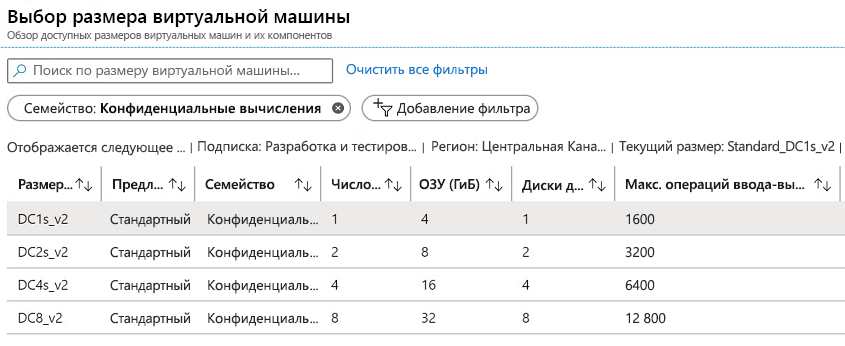 Выбор размера виртуальной машины
Обзор доступных размеров виртуальных машин и их компонентов
Поиск по размеру виртуальной машины... Очистить все фильтры
Семейство: Конфиденциальные вычисления Добавление фильтра
Отображается следующее ... | Подписка: Разработка и тестиров... | Регион: Центральная Кана... | Текущий размер: Standard_DC1s_v2 |
Размер... Предл... Семейство Число... ОЗУ (ГиБ) Диски д... Макс. операций ввода-вы...
DC1s_v2 Стандартный Конфиденциаль... 1 4 1 1600
DC2s_v2 Стандартный Конфиденциаль... 2 8 2 3200
DC4s_v2 Стандартный Конфиденциаль... 4 16 4 6400
DC8_v2 Стандартный Конфиденциаль... 8 32 8 12 800